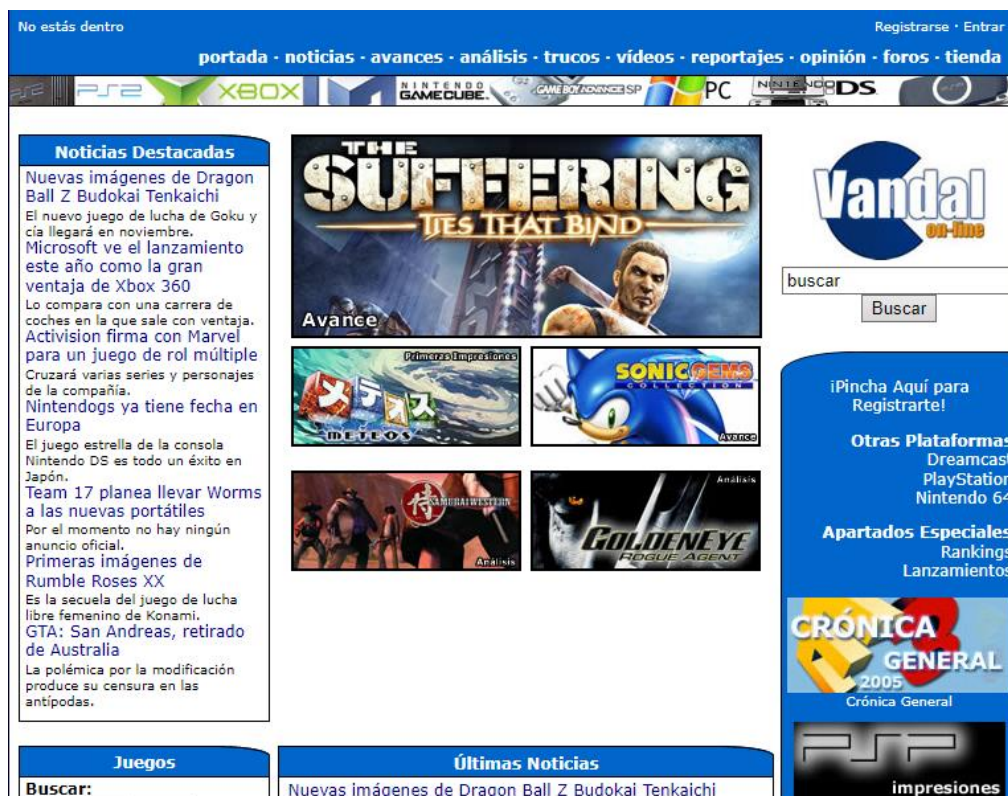 No estás dentro
Registrarse · Entrar
portada · noticias · avances · análisis · trucos · vídeos · reportajes · opinión · foros · tienda
PS2 XBOX NINTENDO GAMECUBE. GAME BOY ADVANCE SP PC NINTENDO DS
Noticias Destacadas
Nuevas imágenes de Dragon
Ball Z Budokai Tenkaichi
El nuevo juego de lucha de Goku y
cía llegará en noviembre.
Microsoft ve el lanzamiento
este año como la gran
ventaja de Xbox 360
Lo compara con una carrera de
coches en la que sale con ventaja.
Activision firma con Marvel
para un juego de rol múltiple
Cruzará varias series y personajes
de la compañía.
Nintendogs ya tiene fecha en
Europa
El juego estrella de la consola
Nintendo DS es todo un éxito en
Japón.
Team 17 planea llevar Worms
a las nuevas portátiles
Por el momento no hay ningún
anuncio oficial.
Primeras imágenes de
Rumble Roses XX
Es la secuela del juego de lucha
libre femenino de Konami.
GTA: San Andreas, retirado
de Australia
La polémica por la modificación
produce su censura en las
antípodas.
THE
SUFFERING
TIES THAT BIND
Avance
Primeras Impresiones
メテオス
METEOS
SONIC GEMS
COLLECTION
Avance
侍
SAMURAI WESTERN
Análisis
Análisis
GOLDENEYE
ROGUE AGENT
Vandal
on-line
buscar
Buscar
¡Pincha Aquí para
Registrarte!
Otras Plataformas
Dreamcast
PlayStation
Nintendo 64
Apartados Especiales
Rankings
Lanzamientos
CRÓNICA
GENERAL
2005
Crónica General
PSP
impresiones
Juegos
Buscar:
Últimas Noticias
Nuevas imágenes de Dragon Ball Z Budokai Tenkaichi